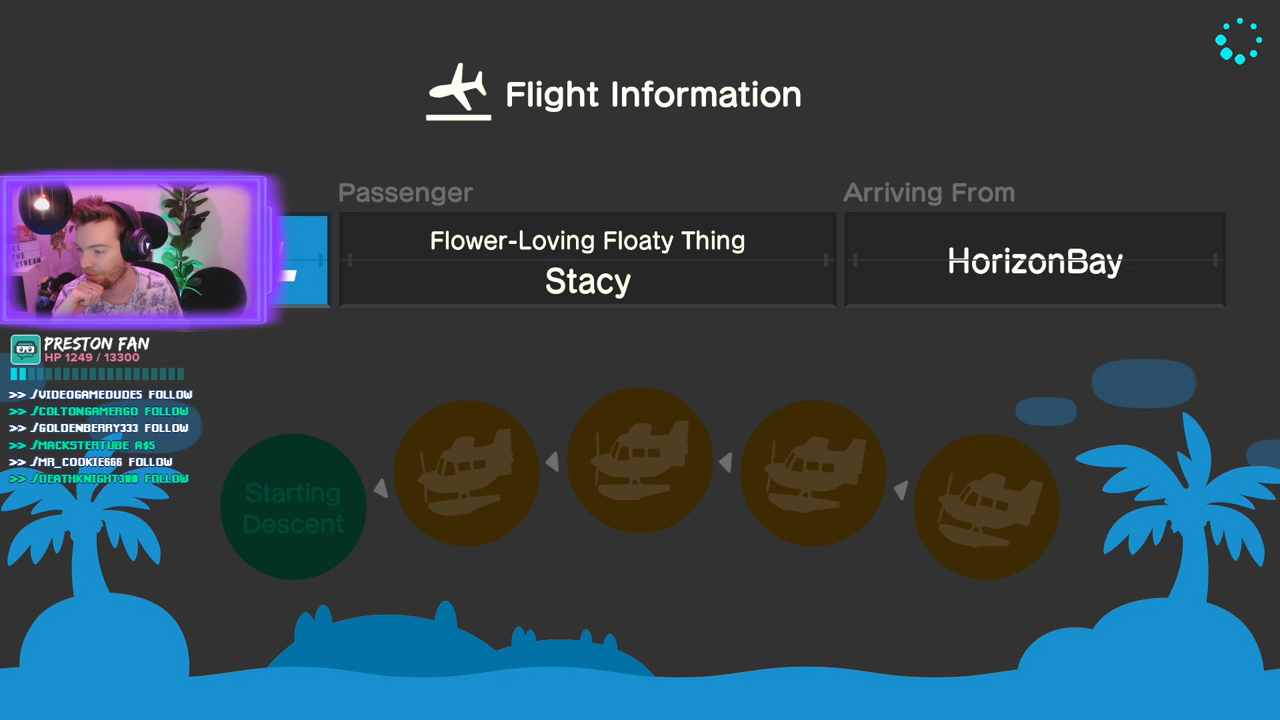 Flight Information
Passenger
Arriving From
Flower-Loving Floaty Thing
Stacy
HorizonBay
PRESTON FAN
HP 1249 / 13300
>> ./VIDEOGAMEDUDE5 FOLLOW
>> ./COLTONGAMERGO FOLLOW
>> ./GOLDENBERRY333 FOLLOW
>> ./MACKSTERTUBE A$5
>> ./MR_COOKIE666 FOLLOW
>> ./DEATHKNIGHT300 FOLLOW
Starting
Descent